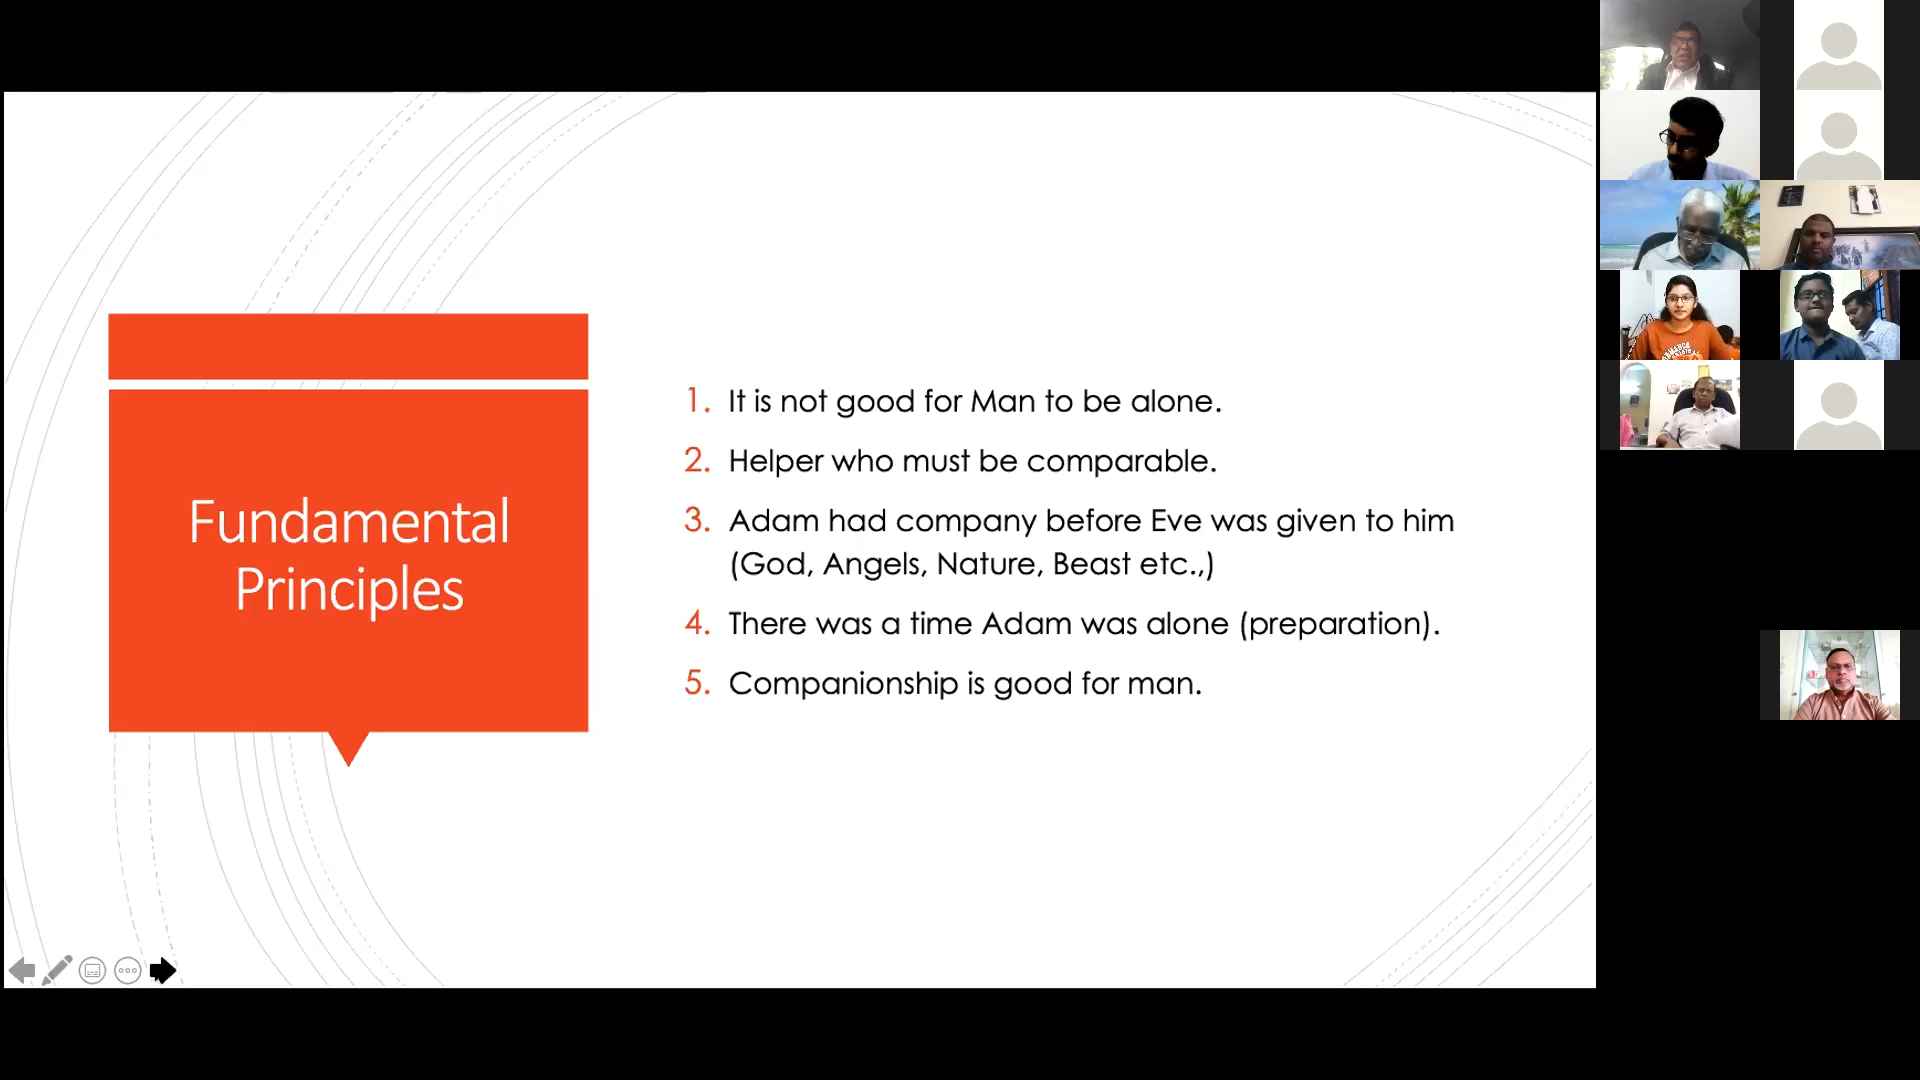 Fundamental
Principles
1. It is not good for Man to be alone.
2. Helper who must be comparable.
3. Adam had company before Eve was given to him
(God, Angels, Nature, Beast etc.,)
4. There was a time Adam was alone (preparation).
5. Companionship is good for man.